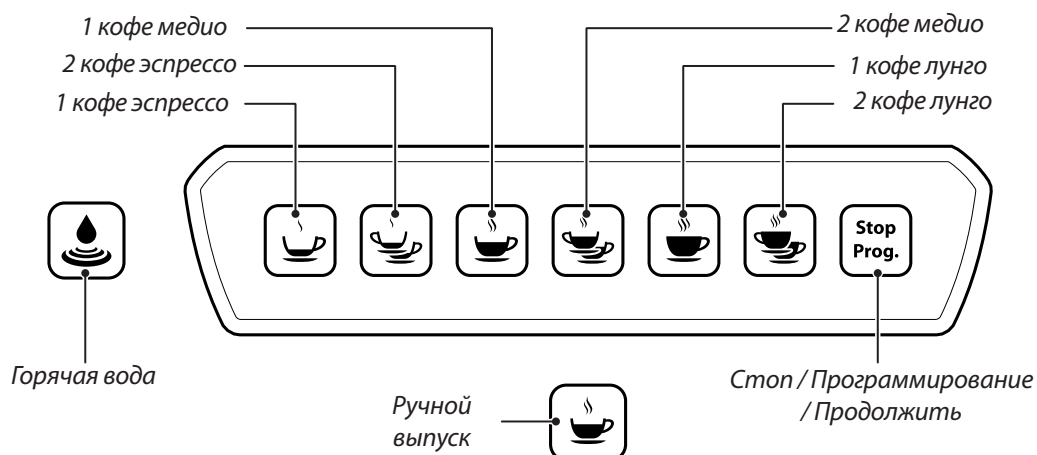 1 кофе медио
2 кофе эспрессо
1 кофе эспрессо
2 кофе медио
1 кофе лунго
2 кофе лунго
Stop
Prog.
Горячая вода
Стоп / Программирование
/ Продолжить
Ручной
выпуск